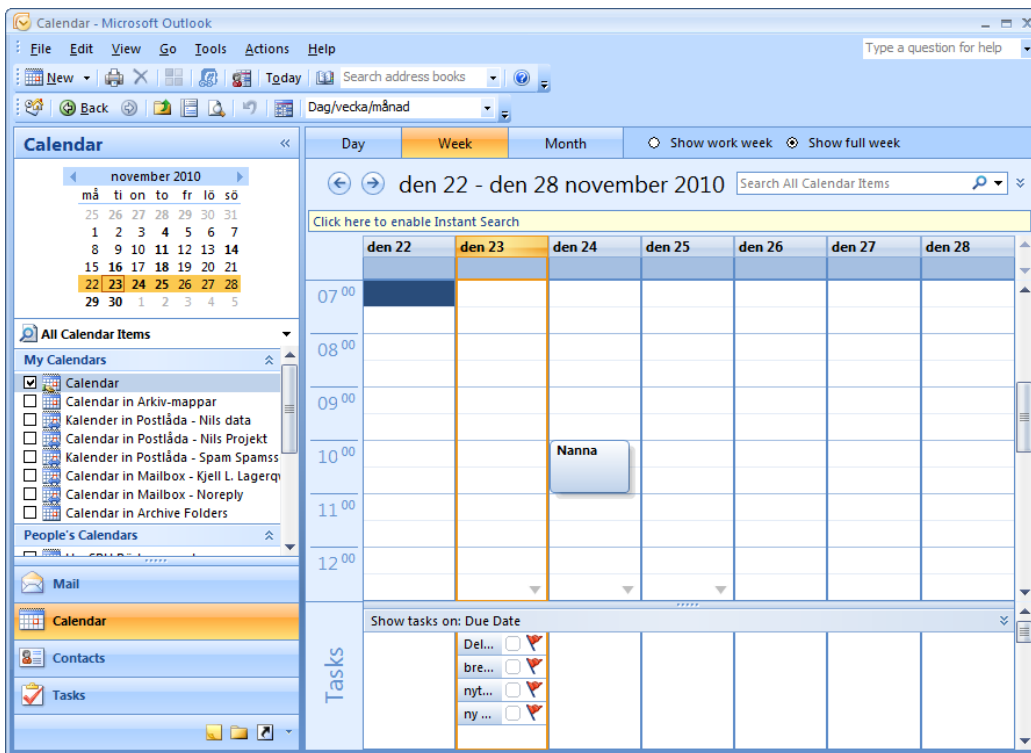 Calendar - Microsoft Outlook
File Edit View Go Tools Actions Help
Type a question for help
New Today Search address books
Back Dag/vecka/månad
Calendar «
november 2010
må ti on to fr lö sö
25 26 27 28 29 30 31
1 2 3 4 5 6 7
8 9 10 11 12 13 14
15 16 17 18 19 20 21
22 23 24 25 26 27 28
29 30 1 2 3 4 5
All Calendar Items
My Calendars
Calendar
Calendar in Arkiv-mappar
Kalender in Postlåda - Nils data
Calendar in Postlåda - Nils Projekt
Kalender in Postlåda - Spam Spamss
Calendar in Mailbox - Kjell L. Lagerqv
Calendar in Mailbox - Noreply
Calendar in Archive Folders
People's Calendars
Mail
Calendar
Contacts
Tasks
Day Week Month Show work week Show full week
den 22 - den 28 november 2010 Search All Calendar Items
Click here to enable Instant Search
den 22 den 23 den 24 den 25 den 26 den 27 den 28
07 00
08 00
09 00
10 00 Nanna
11 00
12 00
Tasks
Show tasks on: Due Date
Del...
bre...
nyt...
ny ...